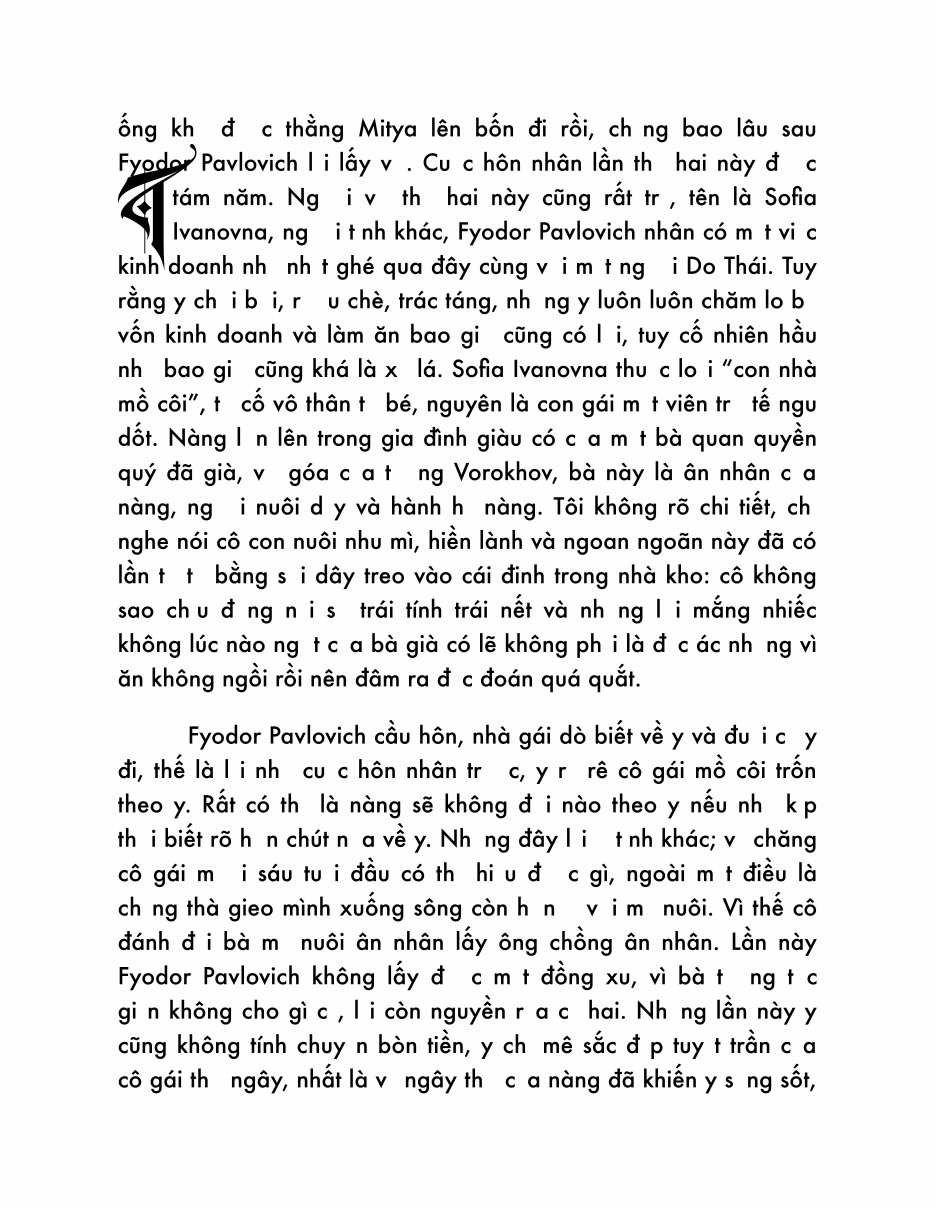 ống kh đ c thằng Mitya lên bốn đi rồi, ch ng bao lâu sau
Fyodor Pavlovich l i lấy v . Cu c hôn nhân lần th hai này đ c
tám năm. Ng i v th hai này cũng rất tr , tên là Sofia
Ivanovna, ng i t nh khác, Fyodor Pavlovich nhân có m t vi c
kinh doanh nh nh t ghé qua đây cùng v i m t ng i Do Thái. Tuy
rằng y ch i b i, r u chè, trác táng, nh ng y luôn luôn chăm lo b
vốn kinh doanh và làm ăn bao gi cũng có l i, tuy cố nhiên hầu
nh bao gi cũng khá là x lá. Sofia Ivanovna thu c lo i “con nhà
mồ côi”, t cố vô thân t bé, nguyên là con gái m t viên tr tế ngu
dốt. Nàng l n lên trong gia đình giàu có c a m t bà quan quyền
quý đã già, v góa c a t ng Vorokhov, bà này là ân nhân c a
nàng, ng i nuôi d y và hành h nàng. Tôi không rõ chi tiết, ch
nghe nói cô con nuôi nhu mì, hiền lành và ngoan ngoãn này đã có
lần t t bằng s i dây treo vào cái đinh trong nhà kho: cô không
sao ch u đ ng n i s trái tính trái nết và nh ng l i mắng nhiếc
không lúc nào ng t c a bà già có lẽ không ph i là đ c ác nh ng vì
ăn không ngồi rồi nên đâm ra đ c đoán quá quắt.
Fyodor Pavlovich cầu hôn, nhà gái dò biết về y và đu i c y
đi, thế là l i nh cu c hôn nhân tr c, y r rê cô gái mồ côi trốn
theo y. Rất có th là nàng sẽ không đ i nào theo y nếu nh k p
th i biết rõ h n chút n a về y. Nh ng đây l i t nh khác; v chăng
cô gái m i sáu tu i đầu có th hi u đ c gì, ngoài m t điều là
ch ng thà gieo mình xuống sông còn h n v i m nuôi. Vì thế cô
đánh đ i bà m nuôi ân nhân lấy ông chồng ân nhân. Lần này
Fyodor Pavlovich không lấy đ c m t đồng xu, vì bà t ng t c
gi n không cho gì c , l i còn nguyền r a c hai. Nh ng lần này y
cũng không tính chuy n bòn tiền, y ch mê sắc đ p tuy t trần c a
cô gái th ngây, nhất là v ngây th c a nàng đã khiến y s ng sốt,